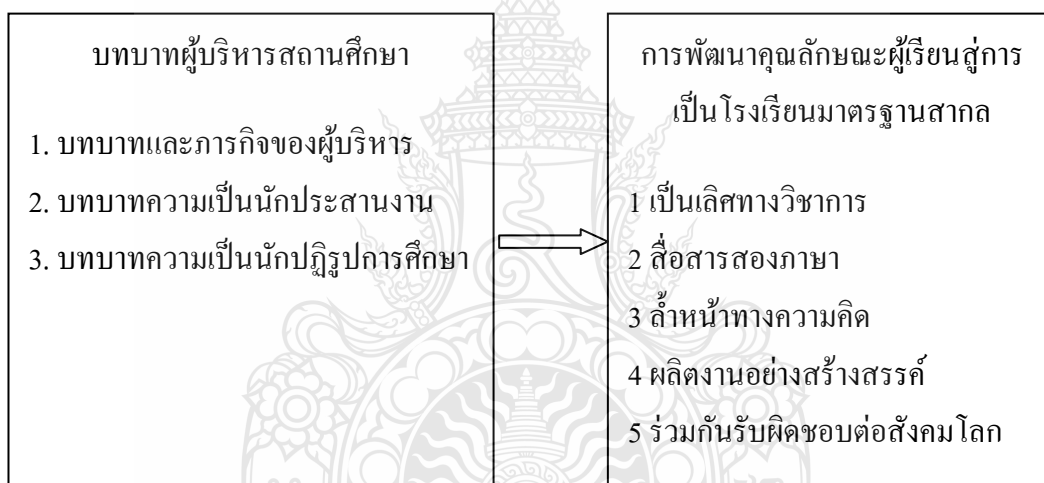 บทบาทผู้บริหารสถานศึกษา
1. บทบาทและภารกิจของผู้บริหาร
2. บทบาทความเป็นนักประสานงาน
3. บทบาทความเป็นนักปฏิรูปการศึกษา
การพัฒนาคุณลักษณะผู้เรียนสู่การ
เป็นโรงเรียนมาตรฐานสากล
1 เป็นเลิศทางวิชาการ
2 สื่อสารสองภาษา
3 ล้ำหน้าทางความคิด
4 ผลิตงานอย่างสร้างสรรค์
5 ร่วมกันรับผิดชอบต่อสังคมโลก